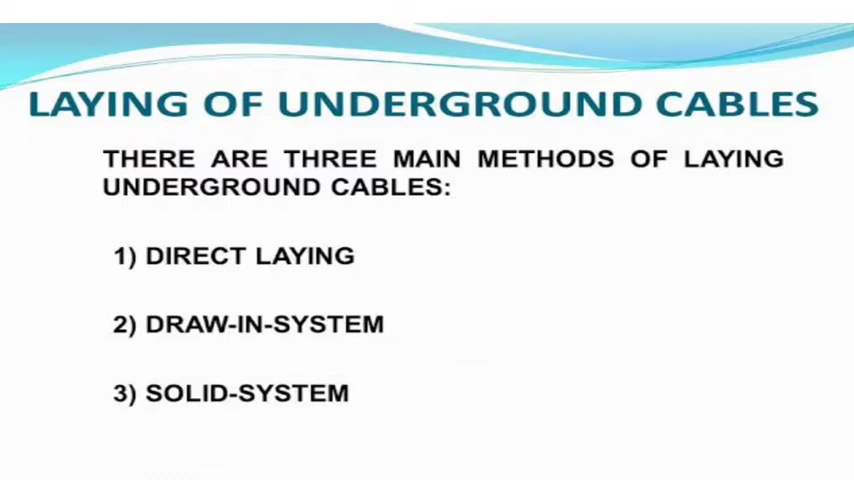 LAYING OF UNDERGROUND CABLES
THERE ARE THREE MAIN METHODS OF LAYING
UNDERGROUND CABLES:
1) DIRECT LAYING
2) DRAW-IN-SYSTEM
3) SOLID-SYSTEM